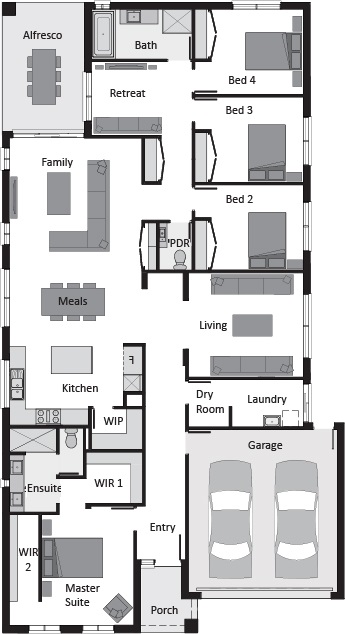 Alfresco
Bath
Bed 4
Retreat
Bed 3
Family
Bed 2
PDR
Meals
Living
F
Kitchen
Dry
Room
Laundry
WIP
Garage
Ensuite
WIR 1
Entry
WIR
2
Master
Suite
Porch